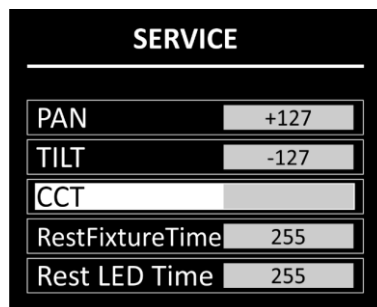 SERVICE
PAN +127
TILT -127
CCT
RestFixtureTime 255
Rest LED Time 255